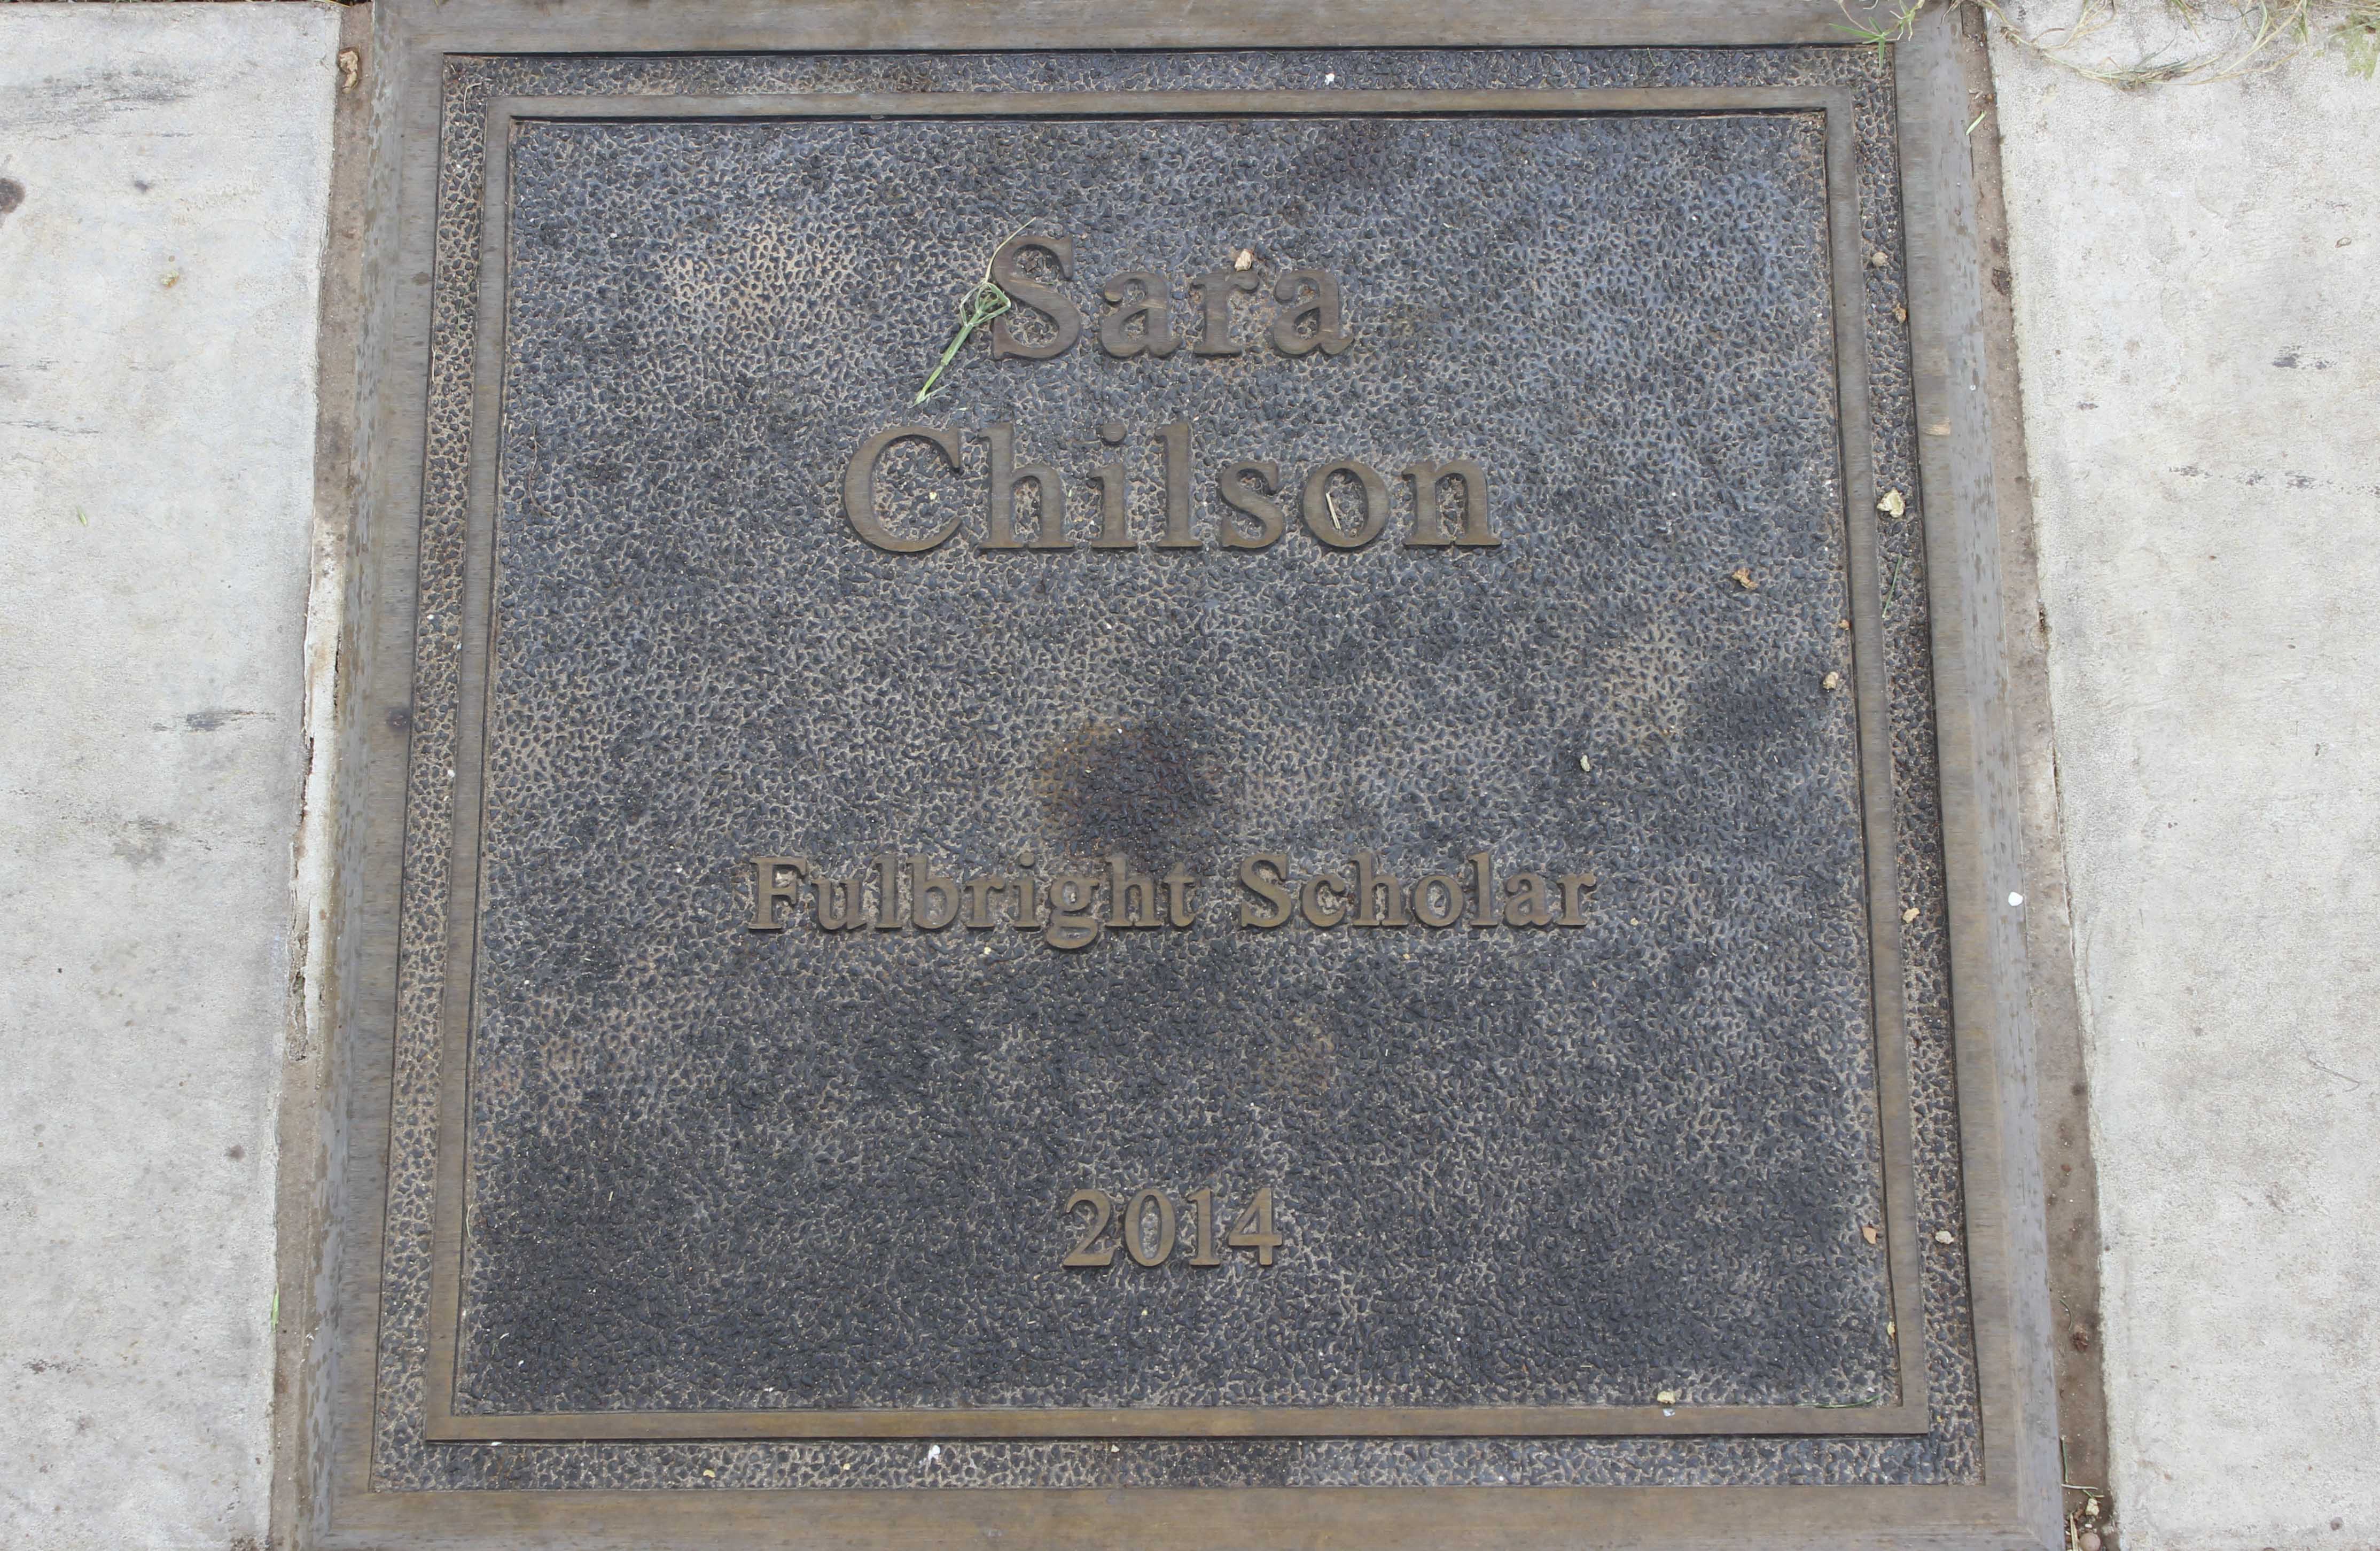 Sara
Chilson
Fulbright Scholar
2014